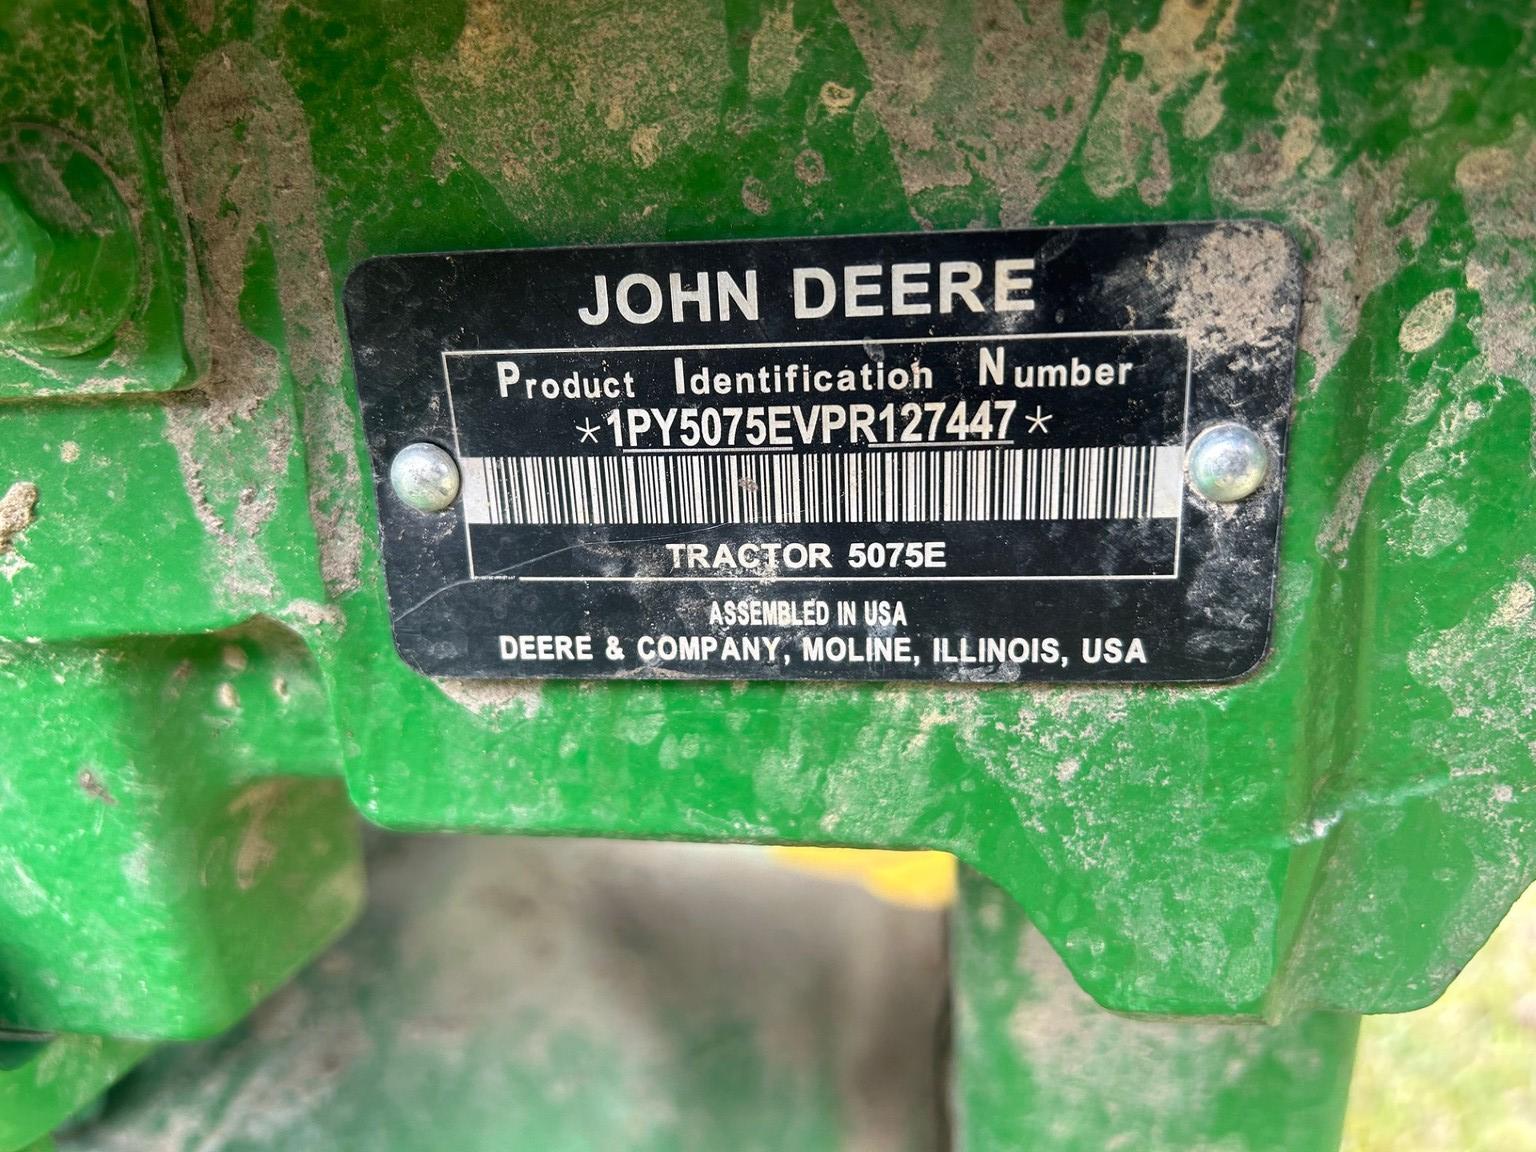 JOHN DEERE
Product Identification Number
*1PY5075EVPR127447*
TRACTOR 5075E
ASSEMBLED IN USA
DEERE & COMPANY, MOLINE, ILLINOIS, USA